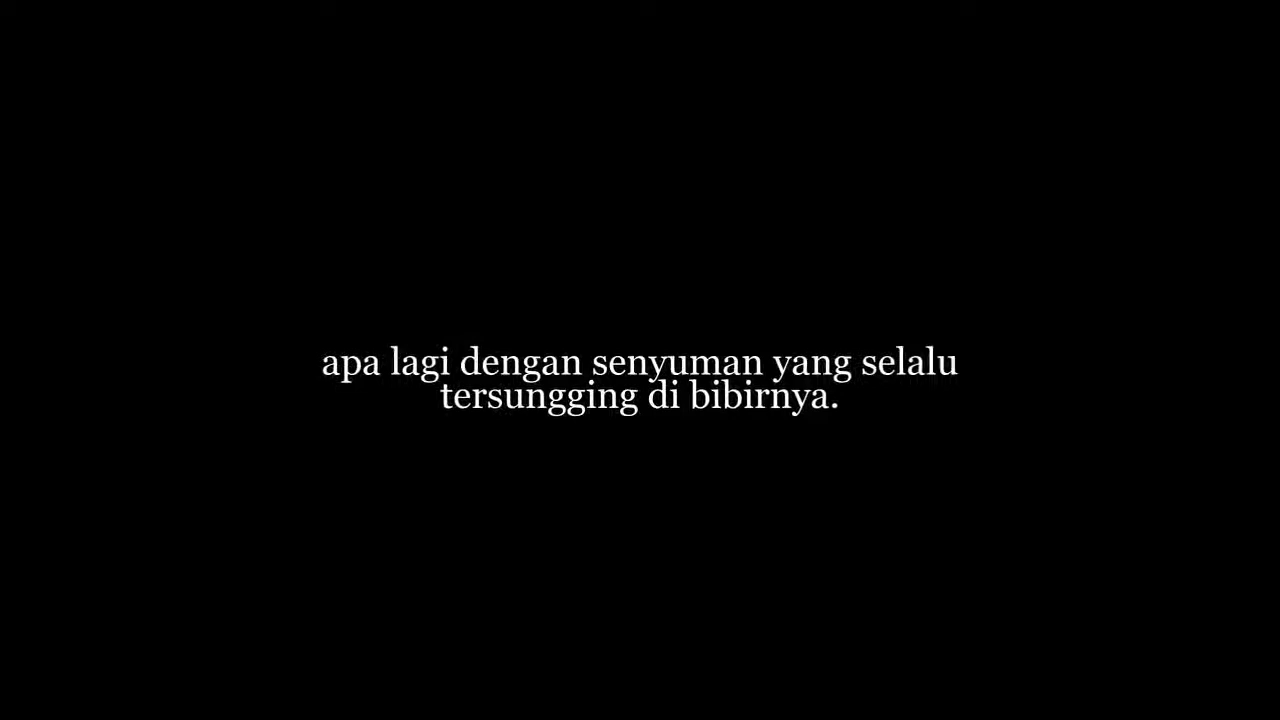 apa lagi dengan senyuman yang selalu
tersungging di bibirnya.